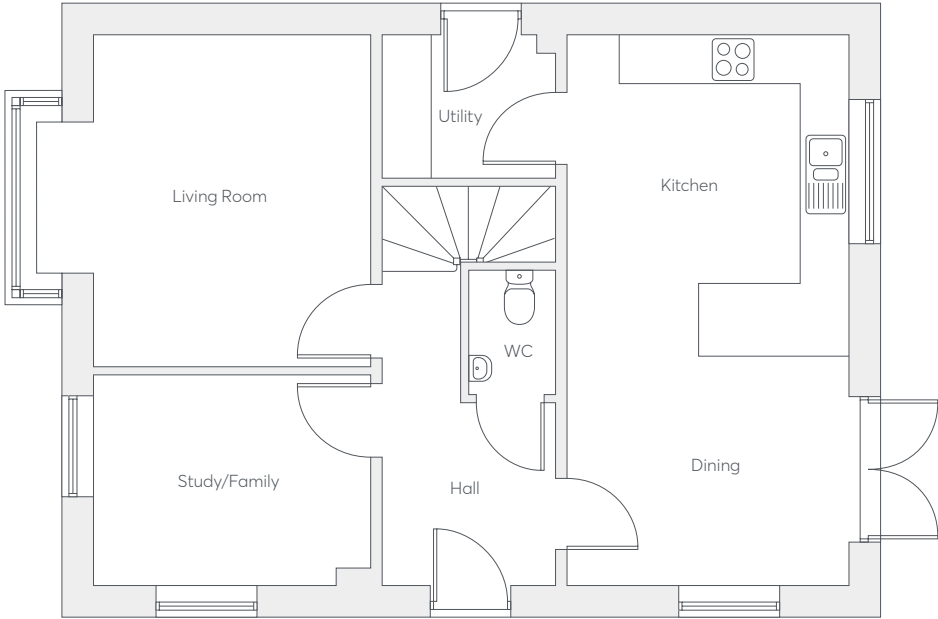 Utility
Kitchen
Living Room
WC
Dining
Study/Family
Hall